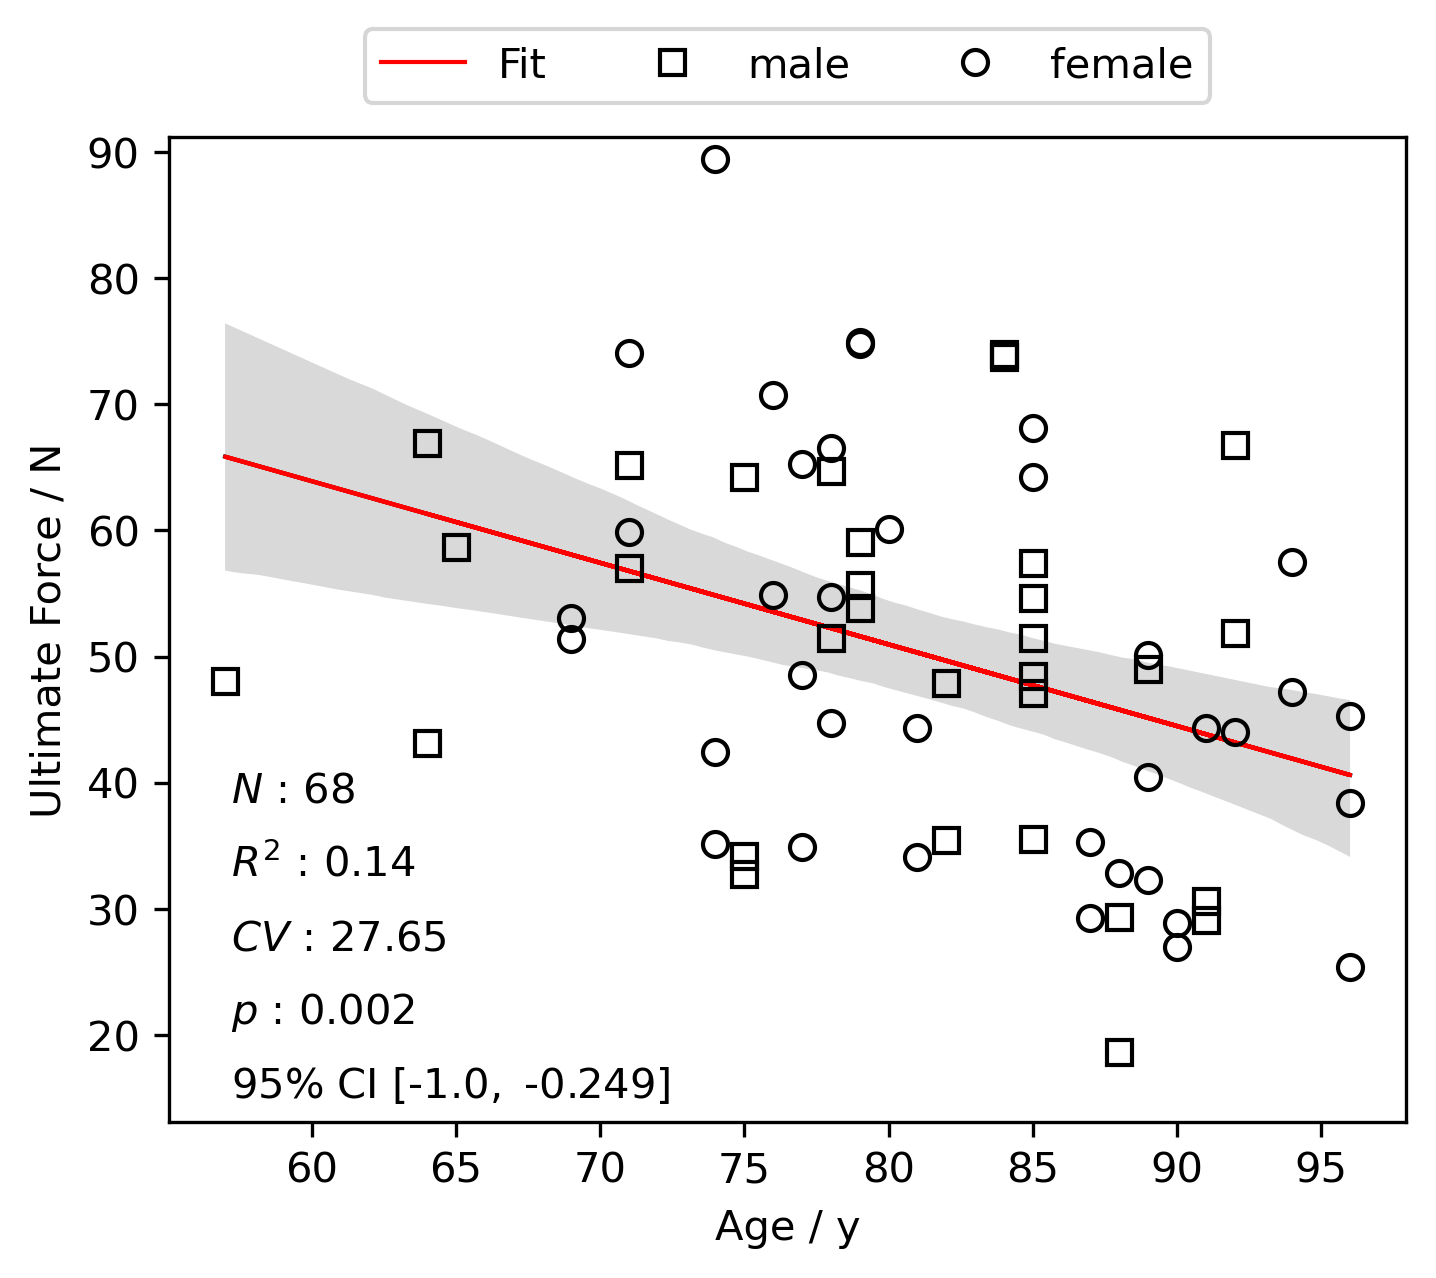 Fit male female
90
80
70
60
50
40
30
20
Ultimate Force / N
N : 68
R² : 0.14
CV : 27.65
p : 0.002
95% CI [-1.0, -0.249]
60 65 70 75 80 85 90 95
Age / y